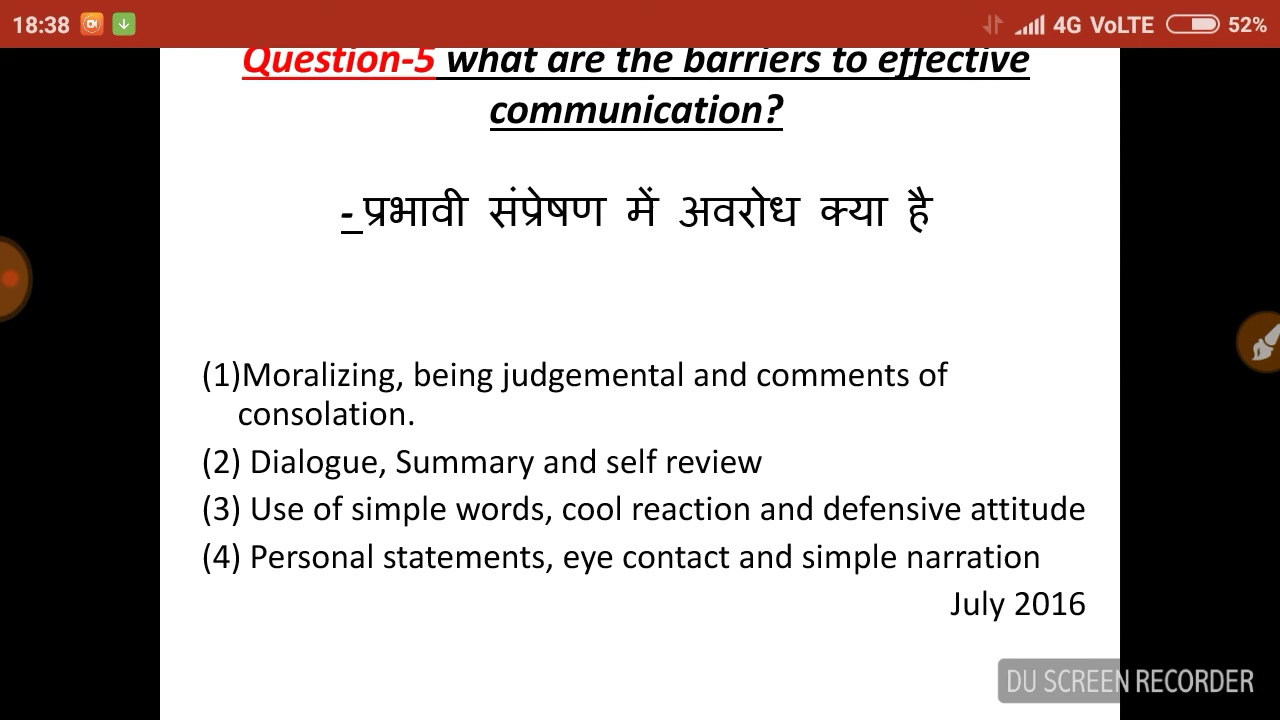 18:38 4G VoLTE 52%
Question-5 what are the barriers to effective
communication?
- प्रभावी संप्रेषण में अवरोध क्या है
(1)Moralizing, being judgemental and comments of
consolation.
(2) Dialogue, Summary and self review
(3) Use of simple words, cool reaction and defensive attitude
(4) Personal statements, eye contact and simple narration
July 2016
DU SCREEN RECORDER